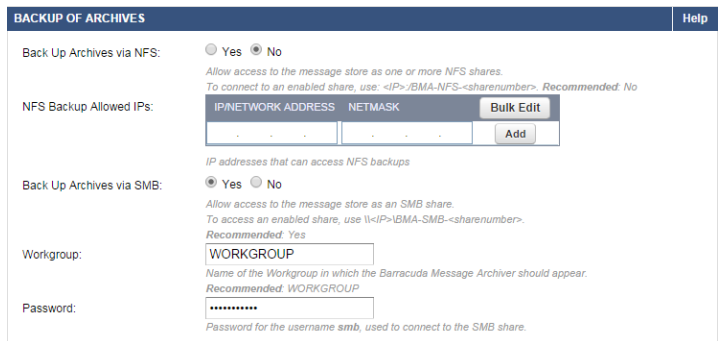 BACKUP OF ARCHIVES Help
Back Up Archives via NFS: Yes No
Allow access to the message store as one or more NFS shares.
To connect to an enabled share, use: <IP>:/BMA-NFS-<sharenumber>. Recommended: No
NFS Backup Allowed IPs: IP/NETWORK ADDRESS NETMASK Bulk Edit
. . . . . . Add
IP addresses that can access NFS backups
Back Up Archives via SMB: Yes No
Allow access to the message store as an SMB share.
To access an enabled share, use \\<IP>\BMA-SMB-<sharenumber>.
Recommended: Yes
Workgroup: WORKGROUP
Name of the Workgroup in which the Barracuda Message Archiver should appear.
Recommended: WORKGROUP
Password: •••••••••••
Password for the username smb, used to connect to the SMB share.